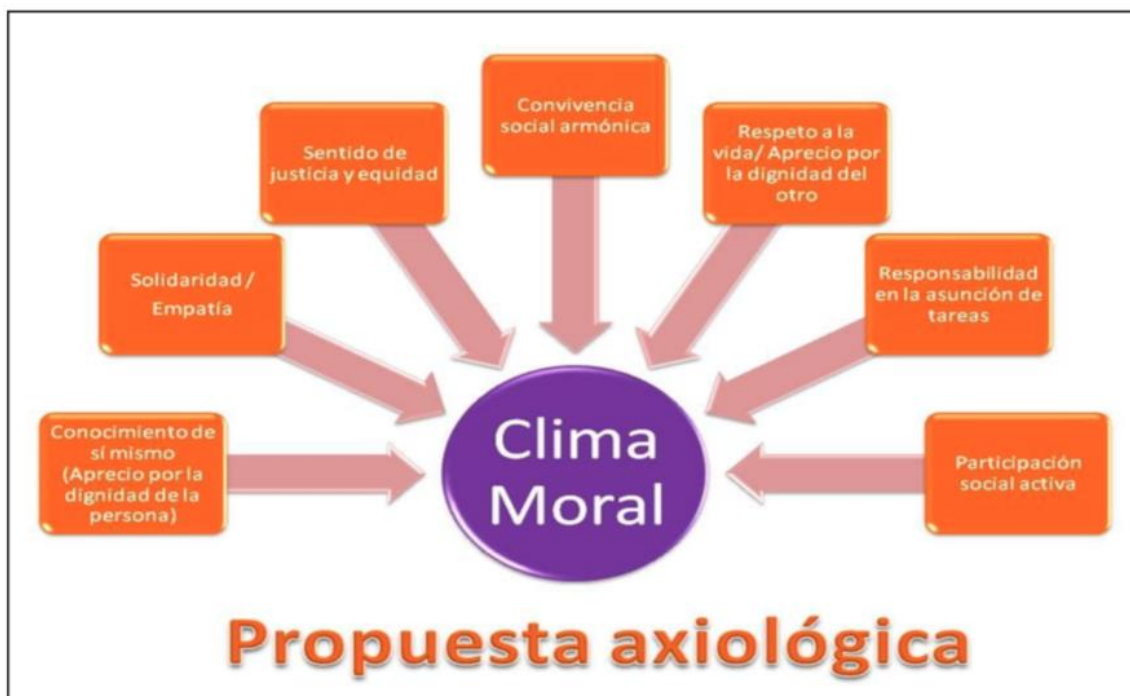 Convivencia
social armónica
Sentido de
justicia y equidad
Respeto a la
vida/ Aprecio por
la dignidad del
otro
Solidaridad /
Empatía
Responsabilidad
en la asunción de
tareas
Conocimiento de
sí mismo
(Aprecio por la
dignidad de la
persona)
Participación
social activa
Clima
Moral
Propuesta axiológica